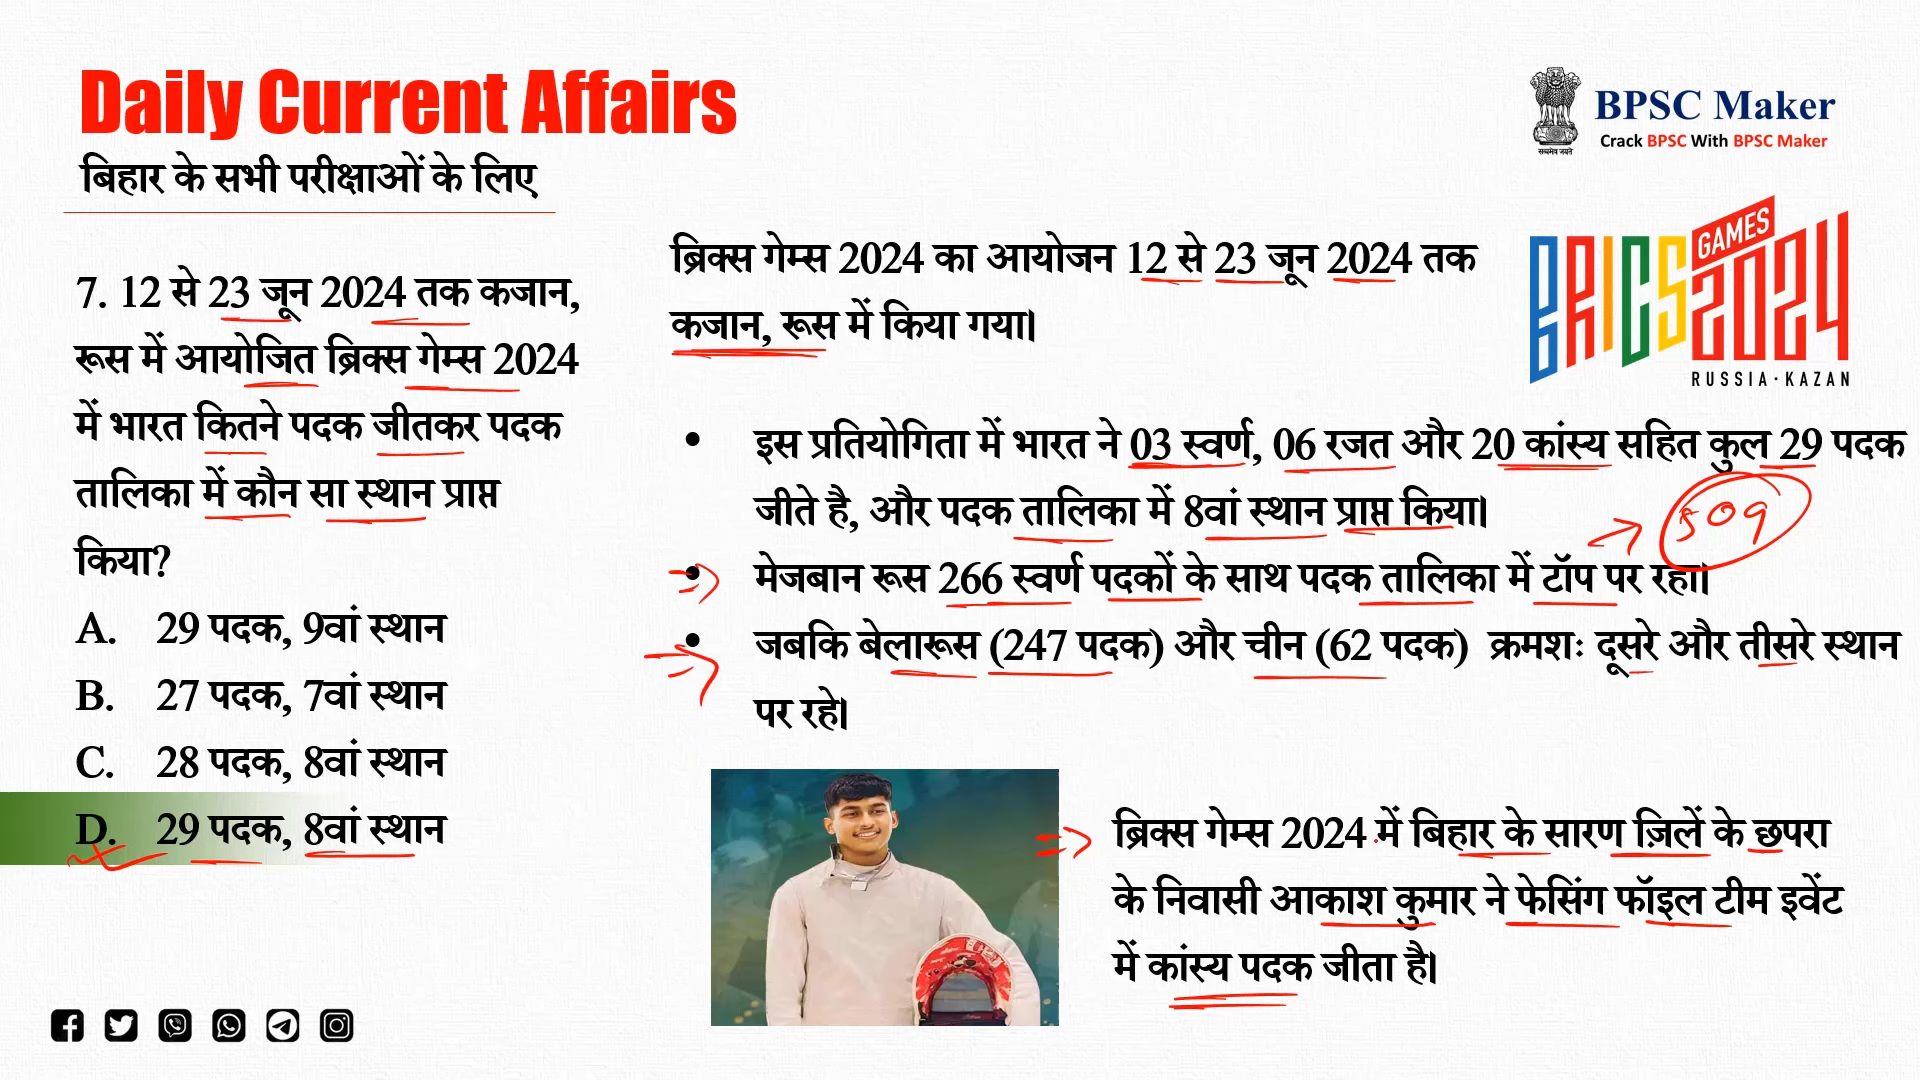 Daily Current Affairs
बिहार के सभी परीक्षाओं के लिए
सत्यमेव जयते
BPSC Maker
Crack BPSC With BPSC Maker
7. 12 से 23 जून 2024 तक कजान,
रूस में आयोजित ब्रिक्स गेम्स 2024
में भारत कितने पदक जीतकर पदक
तालिका में कौन सा स्थान प्राप्त
किया?
A. 29 पदक, 9वां स्थान
B. 27 पदक, 7वां स्थान
C. 28 पदक, 8वां स्थान
D. 29 पदक, 8वां स्थान
ब्रिक्स गेम्स 2024 का आयोजन 12 से 23 जून 2024 तक
कजान, रूस में किया गया।
BRICS GAMES 2024
RUSSIA · KAZAN
• इस प्रतियोगिता में भारत ने 03 स्वर्ण, 06 रजत और 20 कांस्य सहित कुल 29 पदक
जीते है, और पदक तालिका में 8वां स्थान प्राप्त किया।
509
• मेजबान रूस 266 स्वर्ण पदकों के साथ पदक तालिका में टॉप पर रहा।
• जबकि बेलारूस (247 पदक) और चीन (62 पदक) क्रमशः दूसरे और तीसरे स्थान
पर रहे।
ब्रिक्स गेम्स 2024 में बिहार के सारण ज़िलें के छपरा
के निवासी आकाश कुमार ने फेसिंग फॉइल टीम इवेंट
में कांस्य पदक जीता है।